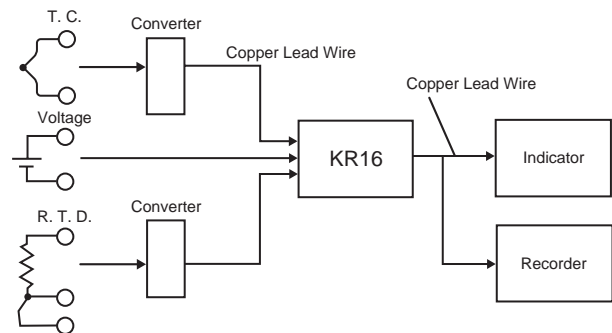 T. C.
Converter
Copper Lead Wire
Copper Lead Wire
Voltage
KR16
Indicator
R. T. D.
Converter
Recorder